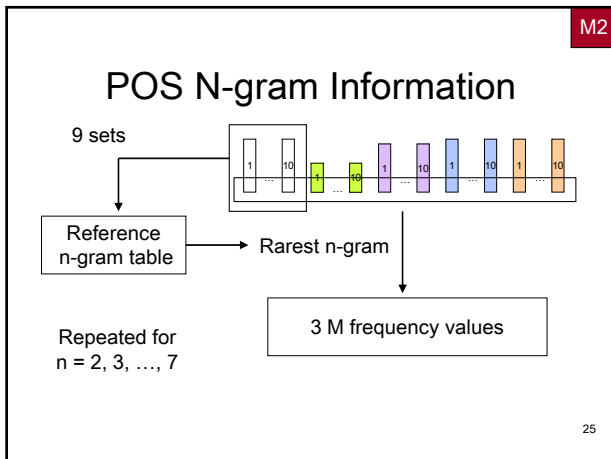 M2
POS N-gram Information
9 sets
1 ... 10 1 ... 10 1 ... 10 1 ... 10 1 ... 10
Reference
n-gram table
Rarest n-gram
3 M frequency values
Repeated for
n = 2, 3, …, 7
25